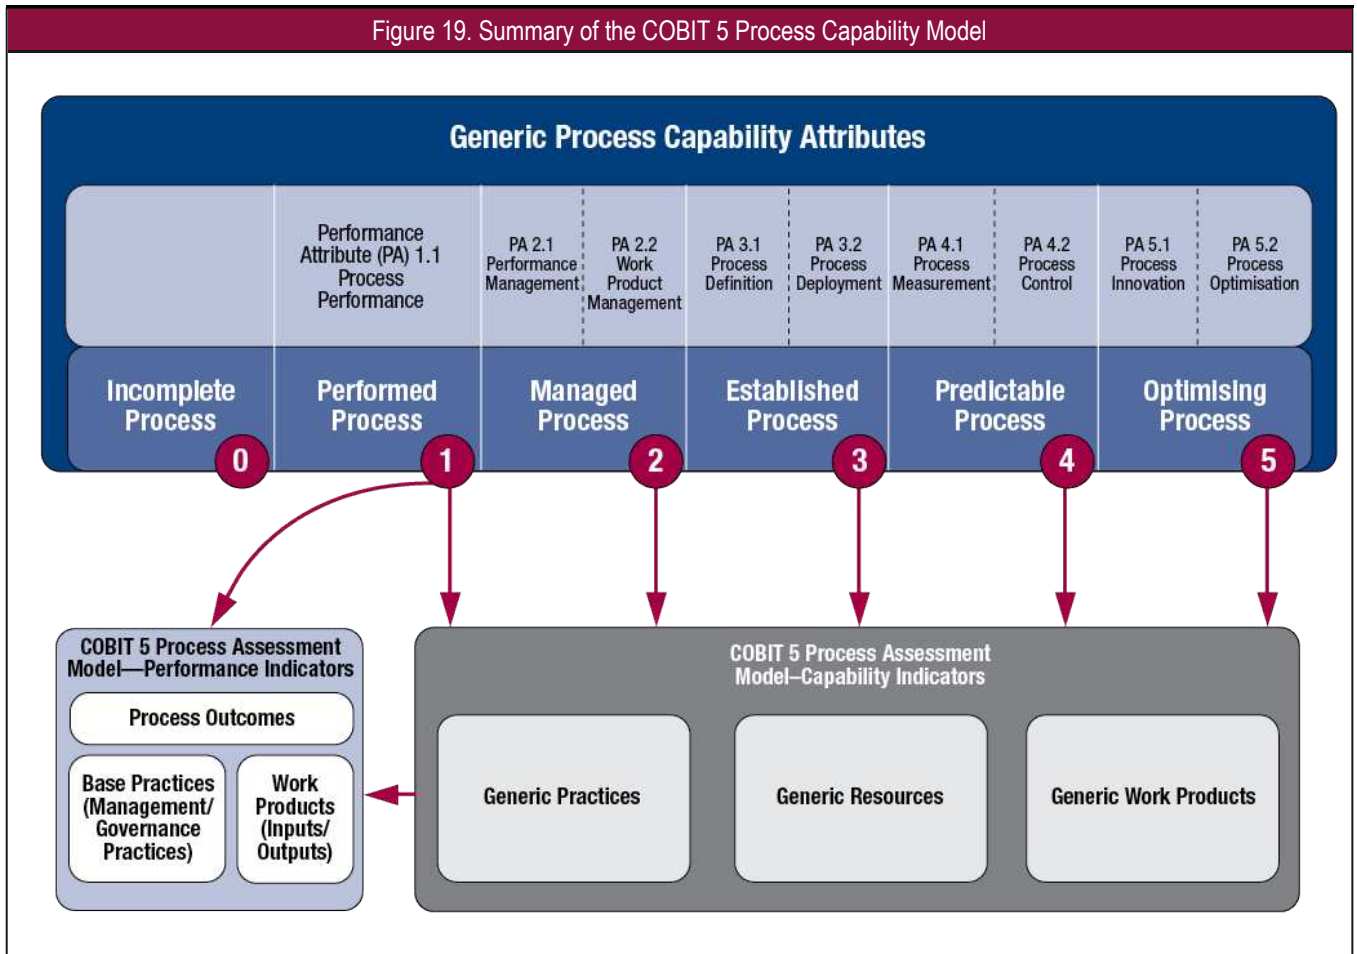 Figure 19. Summary of the COBIT 5 Process Capability Model
Generic Process Capability Attributes
Performance
Attribute (PA) 1.1
Process
Performance
PA 2.1
Performance
Management
PA 2.2
Work
Product
Management
PA 3.1
Process
Definition
PA 3.2
Process
Deployment
PA 4.1
Process
Measurement
PA 4.2
Process
Control
PA 5.1
Process
Innovation
PA 5.2
Process
Optimisation
Incomplete
Process
0
Performed
Process
1
Managed
Process
2
Established
Process
3
Predictable
Process
4
Optimising
Process
5
COBIT 5 Process Assessment
Model—Performance Indicators
Process Outcomes
Base Practices
(Management/
Governance
Practices)
Work
Products
(Inputs/
Outputs)
COBIT 5 Process Assessment
Model–Capability Indicators
Generic Practices
Generic Resources
Generic Work Products